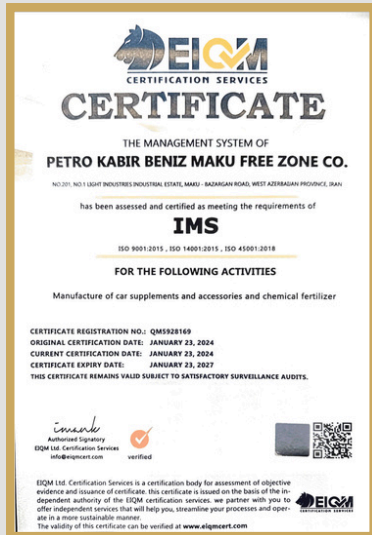 EIQM
CERTIFICATION SERVICES
CERTIFICATE
THE MANAGEMENT SYSTEM OF
PETRO KABIR BENIZ MAKU FREE ZONE CO.
NO.201, NO.1 LIGHT INDUSTRIES INDUSTRIAL ESTATE, MAKU - BAZARGAN ROAD, WEST AZERBAIJAN PROVINCE, IRAN
has been assessed and certified as meeting the requirements of
IMS
ISO 9001:2015 , ISO 14001:2015 , ISO 45001:2018
FOR THE FOLLOWING ACTIVITIES
Manufacture of car supplements and accessories and chemical fertilizer
CERTIFICATE REGISTRATION NO.: QM5928169
ORIGINAL CERTIFICATION DATE: JANUARY 23, 2024
CURRENT CERTIFICATION DATE: JANUARY 23, 2024
CERTIFICATE EXPIRY DATE: JANUARY 23, 2027
THIS CERTIFICATE REMAINS VALID SUBJECT TO SATISFACTORY SURVEILLANCE AUDITS.
Authorized Signatory
EIQM Ltd. Certification Services
info@eiqmcert.com
verified
EIQM Ltd. Certification Services is a certification body for assessment of objective
evidence and issuance of certificate. this certificate is issued on the basis of the in-
dependent authority of the EIQM certification services. we partner with you to
offer independent services that will help you, streamline your processes and oper-
ate in a more sustainable manner.
The validity of this certificate can be verified at www.eiqmcert.com
EIQM
CERTIFICATION SERVICES